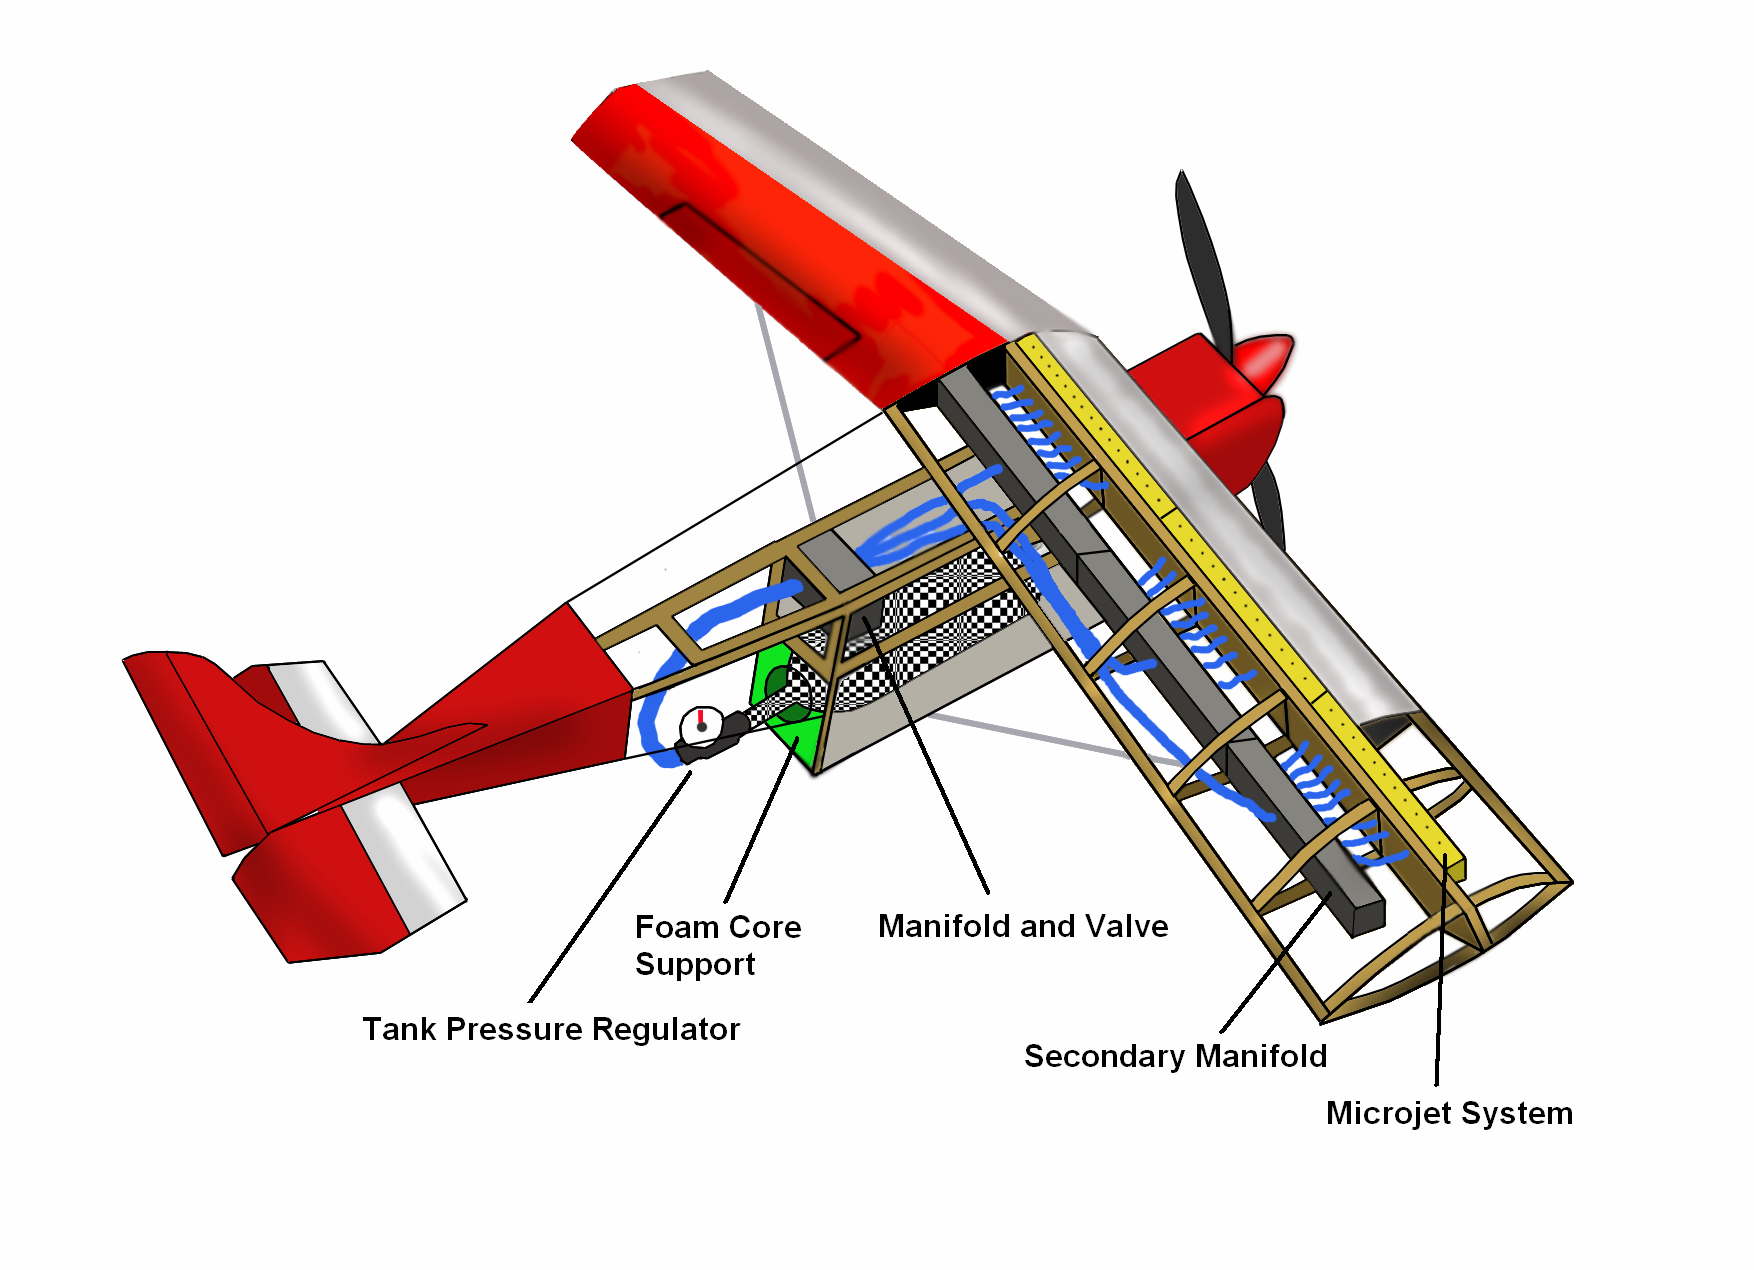 Foam Core
Support
Manifold and Valve
Tank Pressure Regulator
Secondary Manifold
Microjet System